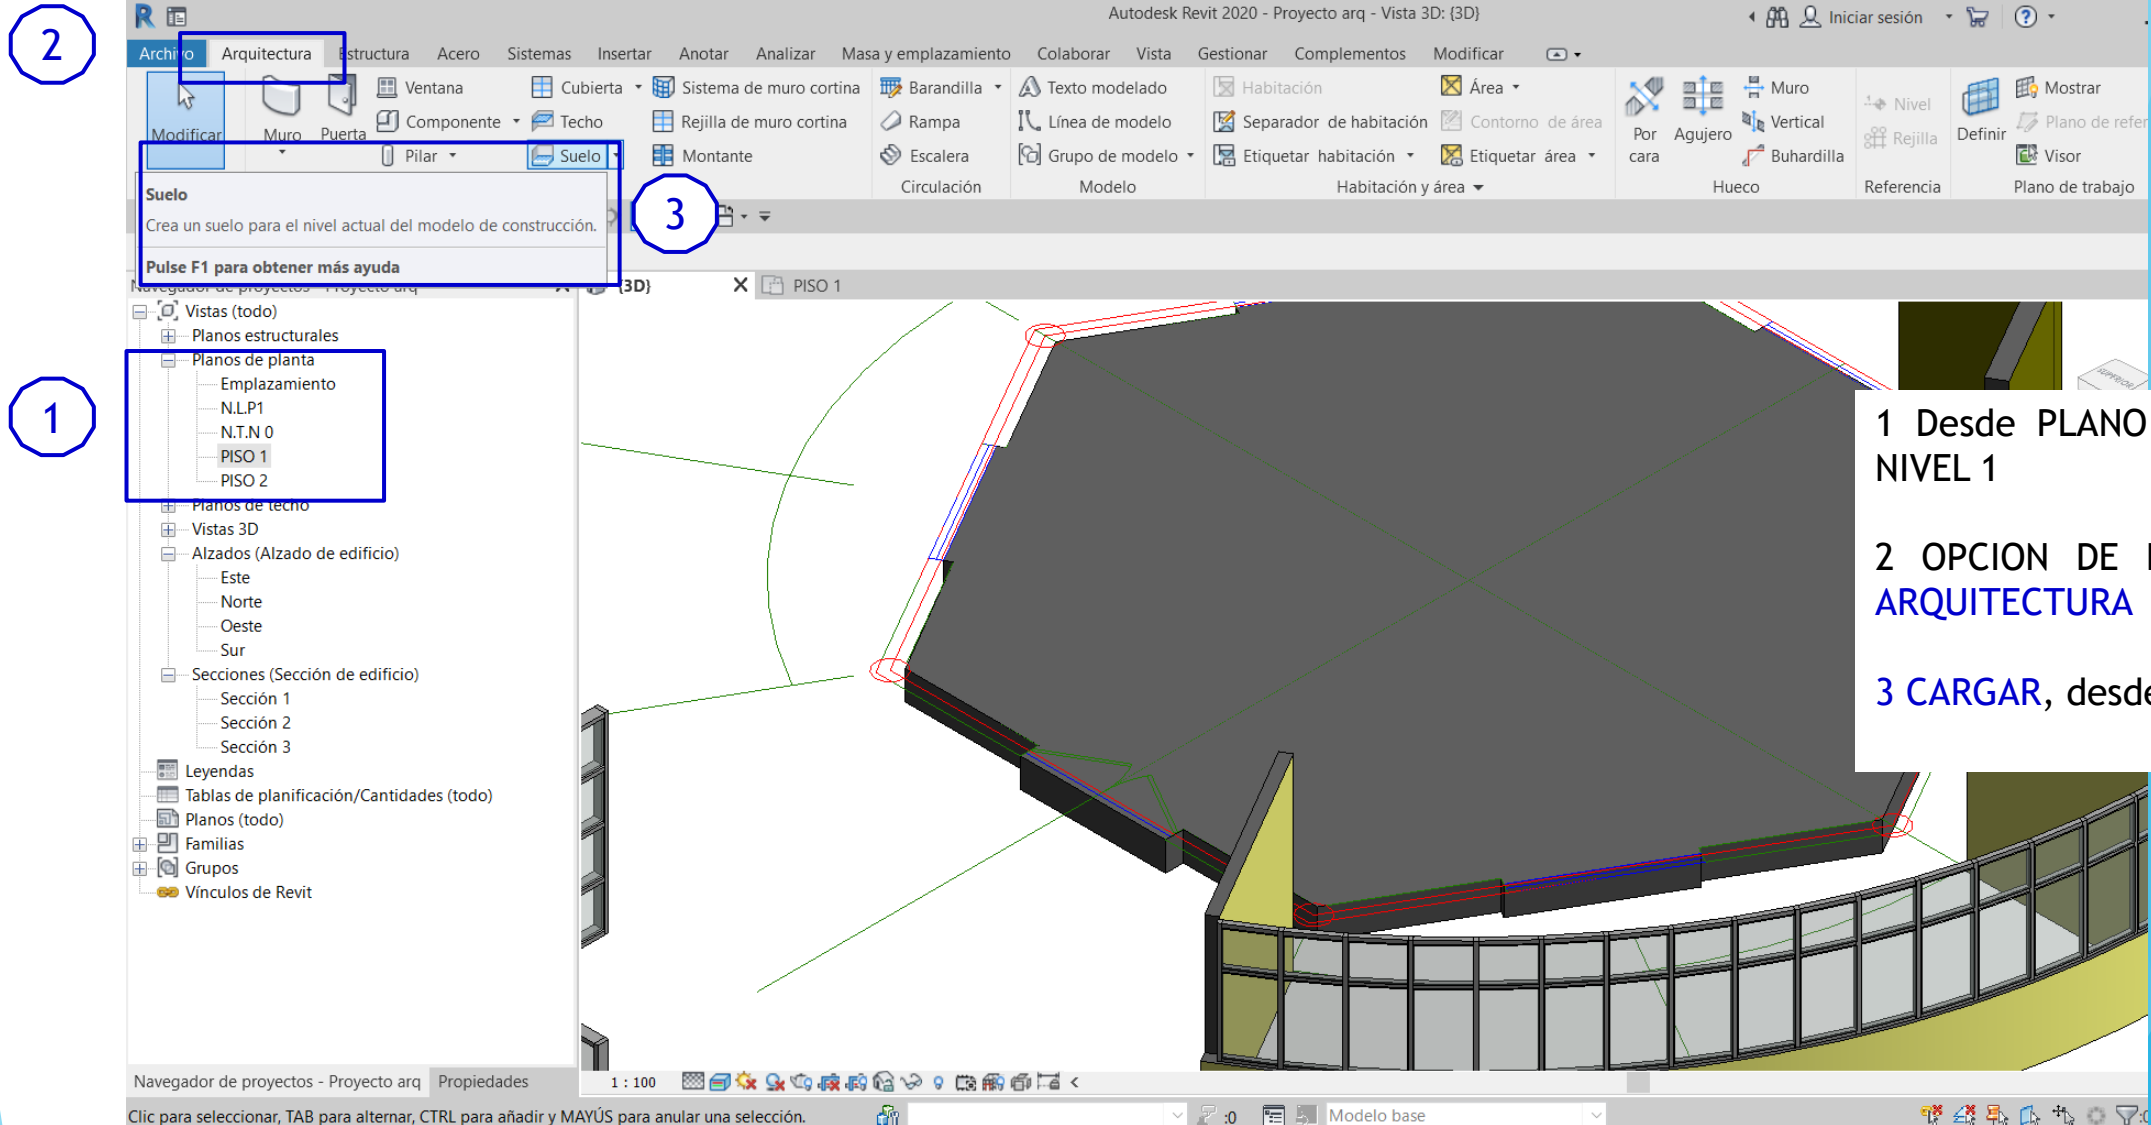 2
Autodesk Revit 2020 - Proyecto arq - Vista 3D: {3D}
Iniciar sesión
Archivo Arquitectura Estructura Acero Sistemas Insertar Anotar Analizar Masa y emplazamiento Colaborar Vista Gestionar Complementos Modificar
Modificar
Muro
Puerta
Ventana
Componente
Pilar
Cubierta
Techo
Suelo
Sistema de muro cortina
Rejilla de muro cortina
Montante
Barandilla
Rampa
Escalera
Circulación
Texto modelado
Línea de modelo
Grupo de modelo
Modelo
Habitación
Separador de habitación
Etiquetar habitación
Área
Contorno de área
Etiquetar área
Habitación y área
Por cara
Agujero
Muro
Vertical
Buhardilla
Hueco
Nivel
Rejilla
Referencia
Definir
Mostrar
Plano de refer
Visor
Plano de trabajo
Suelo
Crea un suelo para el nivel actual del modelo de construcción.
Pulse F1 para obtener más ayuda
3
Navegador de proyectos - Proyecto arq
{3D}
PISO 1
Vistas (todo)
Planos estructurales
Planos de planta
Emplazamiento
N.L.P1
N.T.N 0
PISO 1
PISO 2
Planos de techo
Vistas 3D
Alzados (Alzado de edificio)
Este
Norte
Oeste
Sur
Secciones (Sección de edificio)
Sección 1
Sección 2
Sección 3
Leyendas
Tablas de planificación/Cantidades (todo)
Planos (todo)
Familias
Grupos
Vínculos de Revit
1
SUPERIOR
1 Desde PLANO
NIVEL 1
2 OPCION DE
ARQUITECTURA
3 CARGAR, desde
Navegador de proyectos - Proyecto arq Propiedades
1 : 100
Clic para seleccionar, TAB para alternar, CTRL para añadir y MAYÚS para anular una selección.
:0
Modelo base